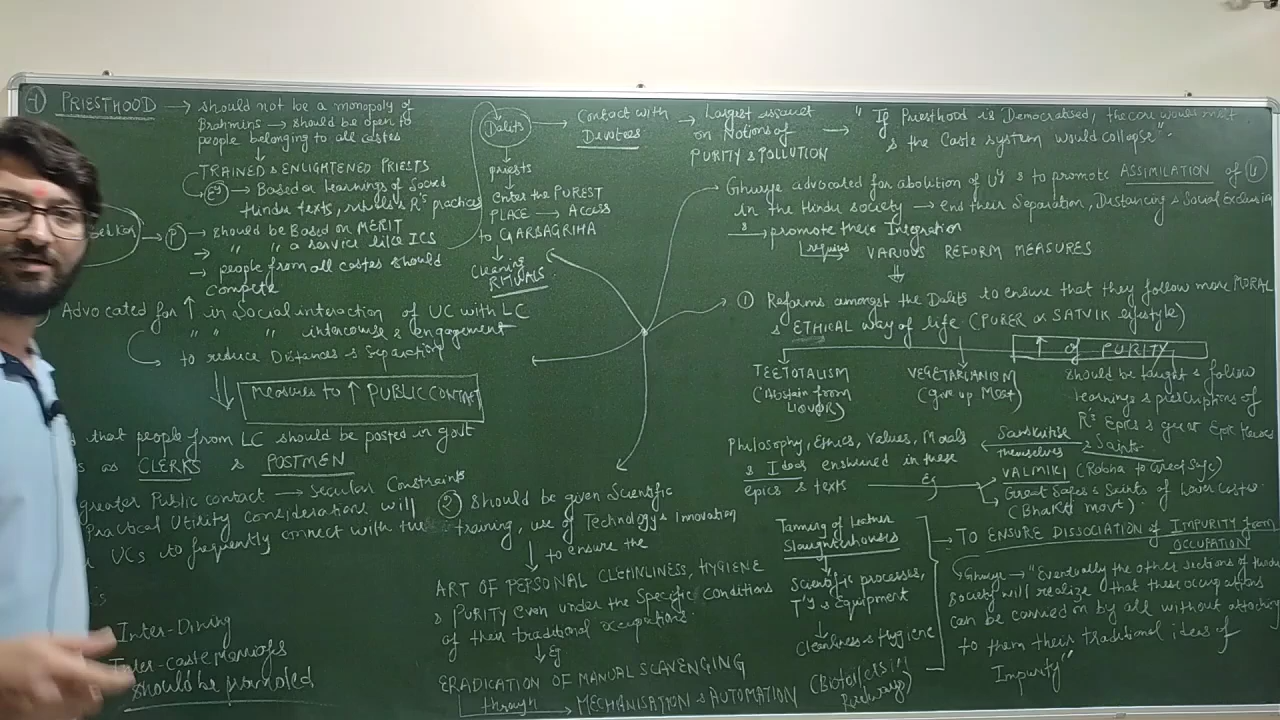 PRIESTHOOD → should not be a monopoly of
Brahmins → should be open to
people belonging to all castes
↓
TRAINED & ENLIGHTENED PRIESTS
Eg → Based on learnings of Sacred
Hindu texts, rituals & R's practices
P → should be Based on MERIT
→ " " a service like ICS
→ people from all castes should
Compete
Advocated for ↑ in social interaction of UC with LC
" " " intercourse & engagement
to reduce Distances & Separation
Measures to ↑ PUBLIC CONTACT
that people from LC should be posted in govt
as CLERKS & POSTMEN
greater Public contact → Secular Constraints
Practical Utility Considerations will
UCs to frequently connect with the
Inter-Dining
Inter-caste Marriages
should be promoted
Dalits → Contact with
Devotees
→ Largest assault
on Notions of
PURITY & POLLUTION
→ "If Priesthood is Democratised, the core would melt
& the Caste system would collapse".
priests
↓
Enter the PUREST
PLACE → Access
to GARBAGRIHA
↓
Cleaning
RITUALS
Ghurye advocated for abolition of U'y & to promote ASSIMILATION of U
in the Hindu society → end their Separation, Distancing & Social exclusion
& → promote their Integration
requires VARIOUS REFORM MEASURES
① Reforms amongst the Dalits to ensure that they follow more MORAL
& ETHICAL way of life (PURER or SATVIK lifestyle)
↑ of PURITY
TEETOTALISM
(Abstain from
LIQUOR)
VEGETARIANISM
(give up Meat)
should be taught & follow
learnings & prescriptions of
R's Epics & great Epic Heroes
& Saints
Sanskritise
themselves
Philosophy, Ethics, Values, Morals
& Ideas enshrined in these
epics & texts
Eg
VALMIKI (Robber to Great Sage)
Great Sages & Saints of Lower castes
(Bhakti movt).
② Should be given Scientific
training, use of Technology & Innovation
↓ to ensure the
ART OF PERSONAL CLEANLINESS, HYGIENE
& PURITY even under the Specific Conditions
of their traditional occupations.
↓ Eg
ERADICATION OF MANUAL SCAVENGING
through → MECHANISATION & AUTOMATION
(Biotoilets in
Railways)
Tanning of Leather
Slaughterhouses
↓
Scientific processes,
T'y & Equipment
↓
Cleanliness & Hygiene
→ TO ENSURE DISSOCIATION of IMPURITY from
OCCUPATION
Ghurye → "Eventually the other sections of Hindu
Society will realize that these occupations
can be carried on by all without attaching
to them their traditional ideas of
Impurity"